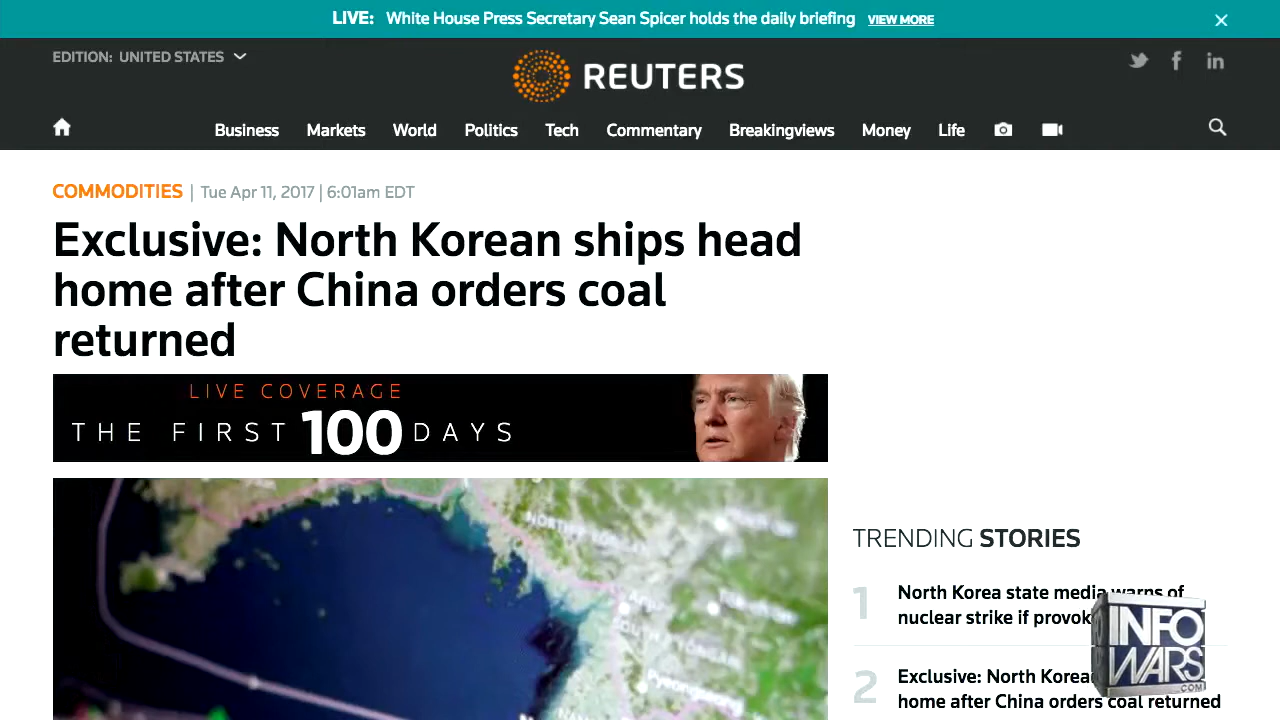 LIVE: White House Press Secretary Sean Spicer holds the daily briefing VIEW MORE
EDITION: UNITED STATES
REUTERS
Business Markets World Politics Tech Commentary Breakingviews Money Life
COMMODITIES | Tue Apr 11, 2017 | 6:01am EDT
Exclusive: North Korean ships head
home after China orders coal
returned
LIVE COVERAGE
THE FIRST 100 DAYS
TRENDING STORIES
1 North Korea state media warns of
nuclear strike if
2 Exclusive: North
home after China orders coal returned
INFO
WARS
.COM